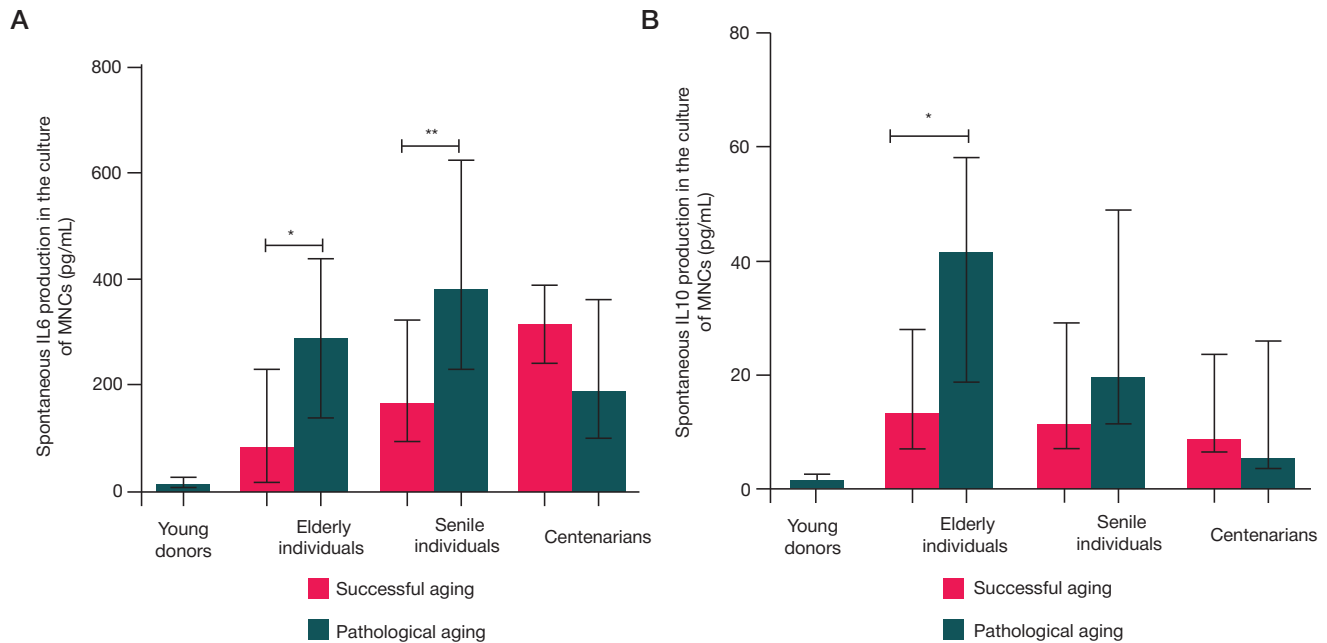 A
Spontaneous IL6 production in the culture
of MNCs (pg/mL)
800
600
400
200
0
*
**
Young
donors
Elderly
individuals
Senile
individuals
Centenarians
Successful aging
Pathological aging
B
Spontaneous IL10 production in the culture
of MNCs (pg/mL)
80
60
40
20
0
*
Young
donors
Elderly
individuals
Senile
individuals
Centenarians
Successful aging
Pathological aging